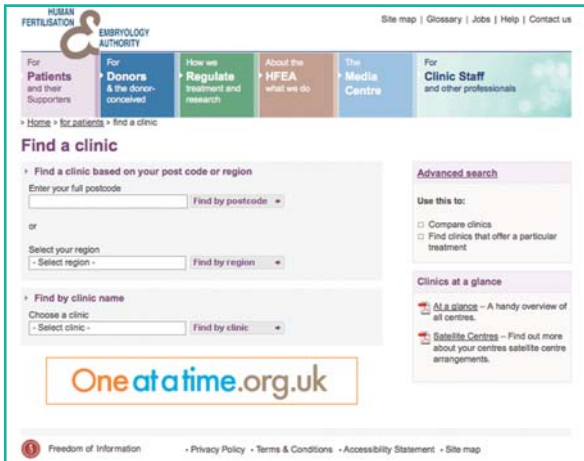 HUMAN
FERTILISATION
EMBRYOLOGY
AUTHORITY
Site map | Glossary | Jobs | Help | Contact us
For
Patients
and their
Supporters
For
Donors
& the donor-
conceived
How we
Regulate
treatment and
research
About the
HFEA
what we do
The
Media
Centre
For
Clinic Staff
and other professionals
> Home > for patients > find a clinic
Find a clinic
Find a clinic based on your post code or region
Enter your full postcode
Find by postcode
or
Select your region
- Select region -
Find by region
Find by clinic name
Choose a clinic
- Select clinic -
Find by clinic
Advanced search
Use this to:
Compare clinics
Find clinics that offer a particular
treatment
Clinics at a glance
At a glance – A handy overview of
all centres.
Satellite Centres – Find out more
about your centres satellite centre
arrangements.
Oneatatime.org.uk
Freedom of Information
• Privacy Policy • Terms & Conditions • Accessibility Statement • Site map